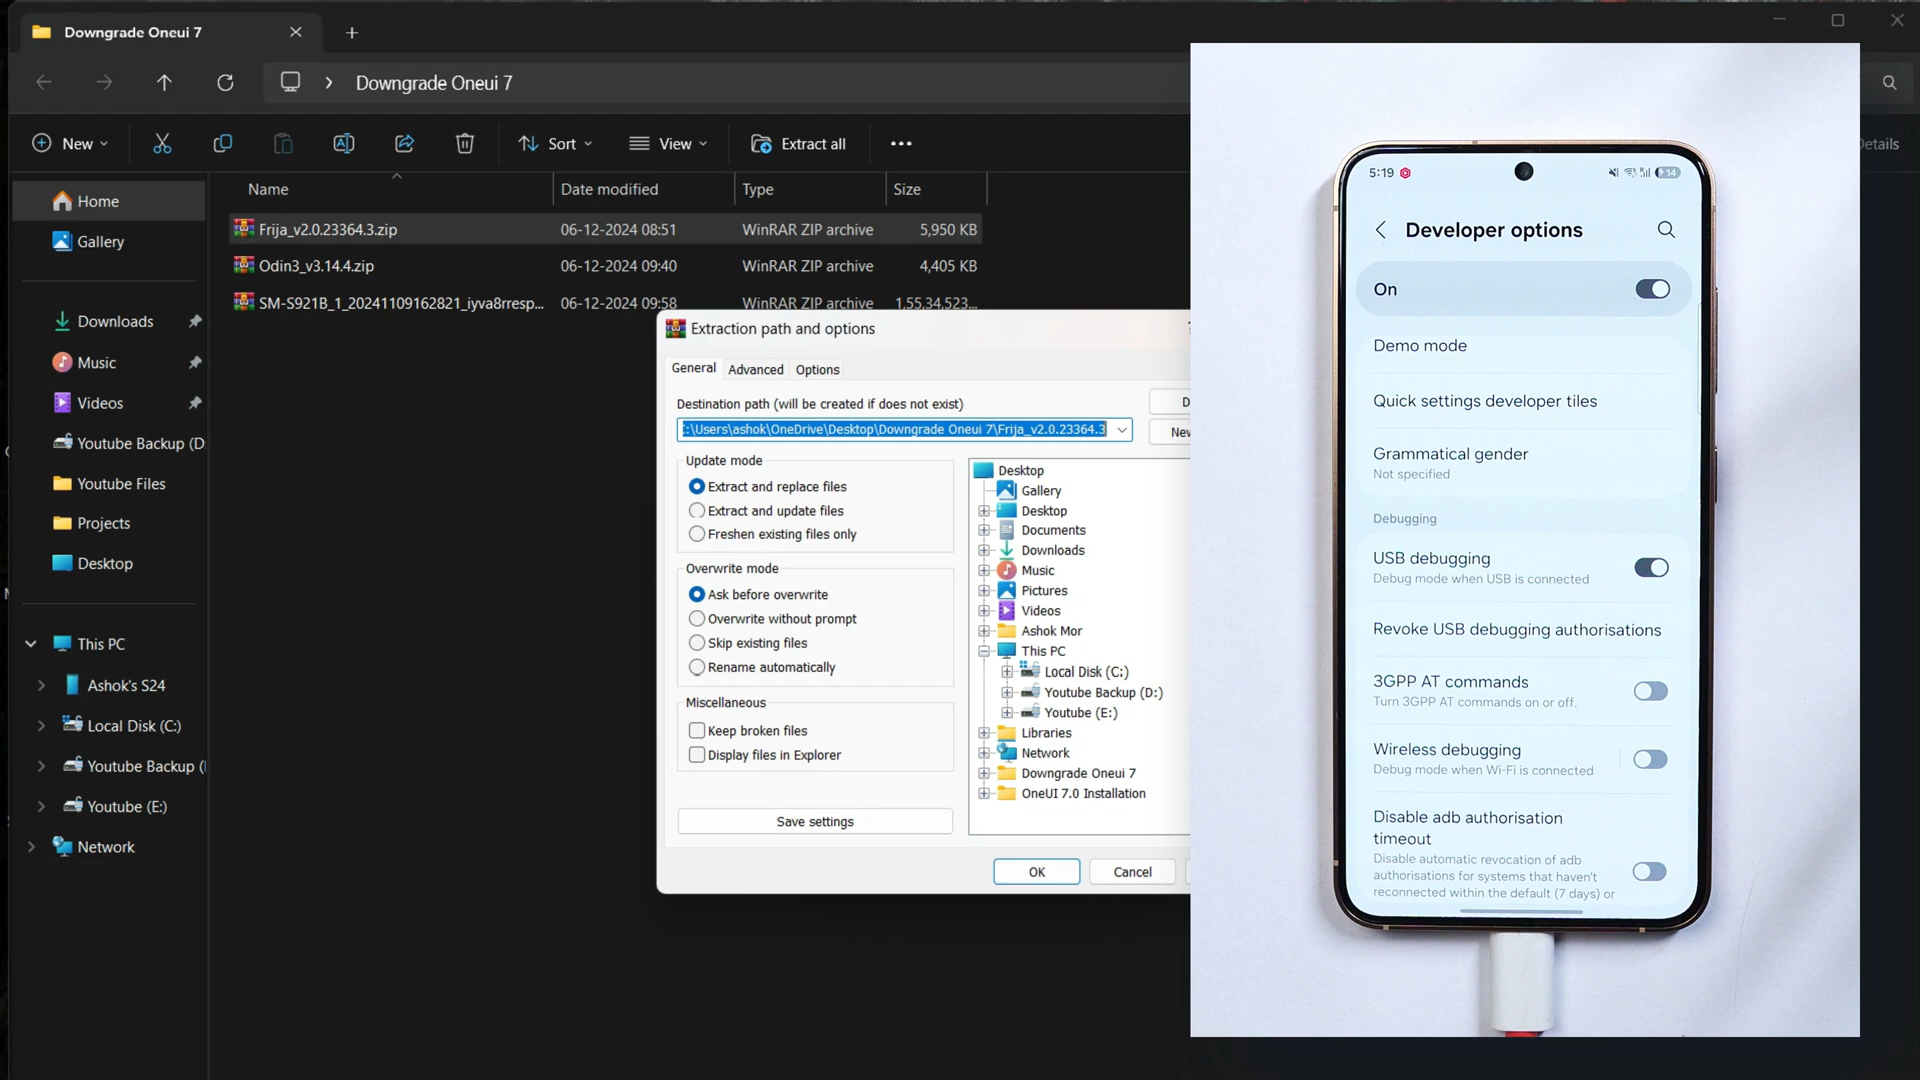 Downgrade Oneui 7
Downgrade Oneui 7
New
Sort
View
Extract all
Details
Name
Date modified
Type
Size
Home
Gallery
Downloads
Music
Videos
Youtube Backup (D
Youtube Files
Projects
Desktop
This PC
Ashok's S24
Local Disk (C:)
Youtube Backup (
Youtube (E:)
Network
Frija_v2.0.23364.3.zip 06-12-2024 08:51 WinRAR ZIP archive 5,950 KB
Odin3_v3.14.4.zip 06-12-2024 09:40 WinRAR ZIP archive 4,405 KB
SM-S921B_1_20241109162821_iyva8rresp... 06-12-2024 09:58 WinRAR ZIP archive 1,55,34,523...
Extraction path and options
General Advanced Options
Destination path (will be created if does not exist)
:\Users\ashok\OneDrive\Desktop\Downgrade Oneui 7\Frija_v2.0.23364.3
D
New
Update mode
Extract and replace files
Extract and update files
Freshen existing files only
Overwrite mode
Ask before overwrite
Overwrite without prompt
Skip existing files
Rename automatically
Miscellaneous
Keep broken files
Display files in Explorer
Save settings
Desktop
Gallery
Desktop
Documents
Downloads
Music
Pictures
Videos
Ashok Mor
This PC
Local Disk (C:)
Youtube Backup (D:)
Youtube (E:)
Libraries
Network
Downgrade Oneui 7
OneUI 7.0 Installation
OK
Cancel
5:19
14
Developer options
On
Demo mode
Quick settings developer tiles
Grammatical gender
Not specified
Debugging
USB debugging
Debug mode when USB is connected
Revoke USB debugging authorisations
3GPP AT commands
Turn 3GPP AT commands on or off.
Wireless debugging
Debug mode when Wi-Fi is connected
Disable adb authorisation
timeout
Disable automatic revocation of adb
authorisations for systems that haven't
reconnected within the default (7 days) or